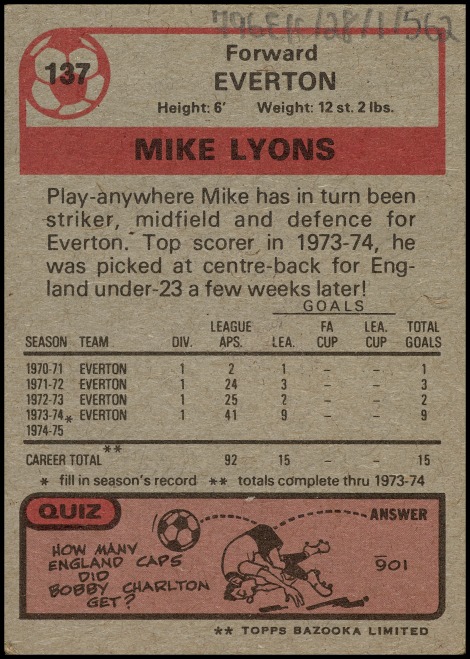 137
Forward
EVERTON
Height: 6' Weight: 12 st. 2 lbs.
MIKE LYONS
Play-anywhere Mike has in turn been
striker, midfield and defence for
Everton. Top scorer in 1973-74, he
was picked at centre-back for Eng-
land under-23 a few weeks later!
GOALS
LEAGUE FA LEA. TOTAL
SEASON TEAM DIV. APS. LEA. CUP CUP GOALS
1970-71 EVERTON 1 2 1 – – 1
1971-72 EVERTON 1 24 3 – – 3
1972-73 EVERTON 1 25 2 – – 2
1973-74 EVERTON 1 41 9 – – 9
1974-75 *
CAREER TOTAL ** 92 15 – – 15
* fill in season's record ** totals complete thru 1973-74
QUIZ
HOW MANY
ENGLAND CAPS
DID
BOBBY CHARLTON
GET?
ANSWER
106
** TOPPS BAZOOKA LIMITED